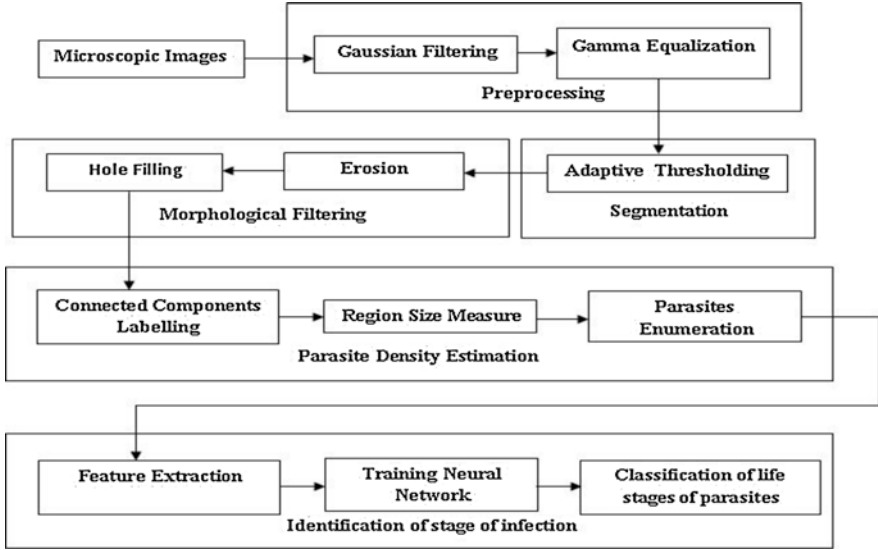 Microscopic Images
Gaussian Filtering
Gamma Equalization
Preprocessing
Hole Filling
Erosion
Adaptive Thresholding
Morphological Filtering
Segmentation
Connected Components
Labelling
Region Size Measure
Parasites
Enumeration
Parasite Density Estimation
Feature Extraction
Training Neural
Network
Classification of life
stages of parasites
Identification of stage of infection